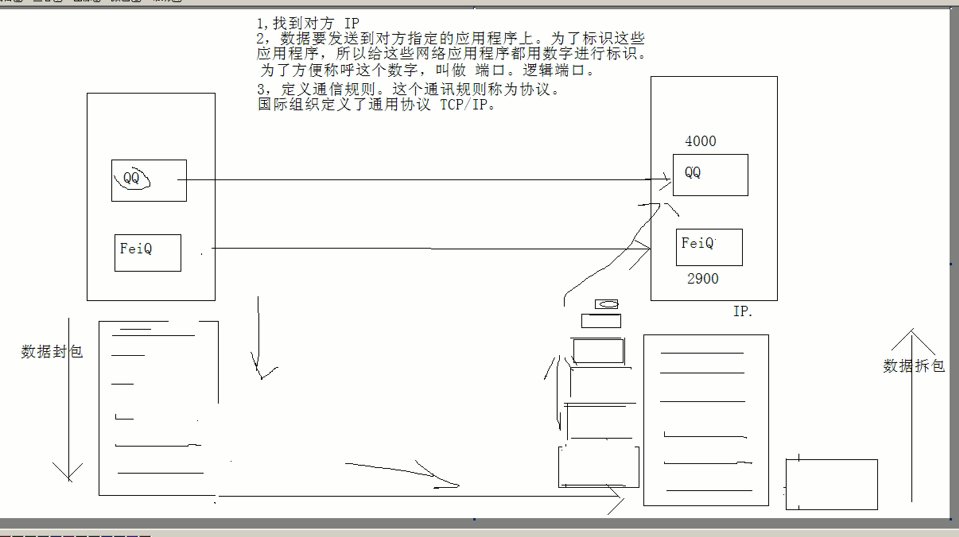 1,找到对方 IP
2，数据要发送到对方指定的应用程序上。为了标识这些
应用程序，所以给这些网络应用程序都用数字进行标识。
为了方便称呼这个数字，叫做 端口。逻辑端口。
3，定义通信规则。这个通讯规则称为协议。
国际组织定义了通用协议 TCP/IP。
4000
QQ
QQ
FeiQ
FeiQ
2900
IP.
数据封包
数据拆包